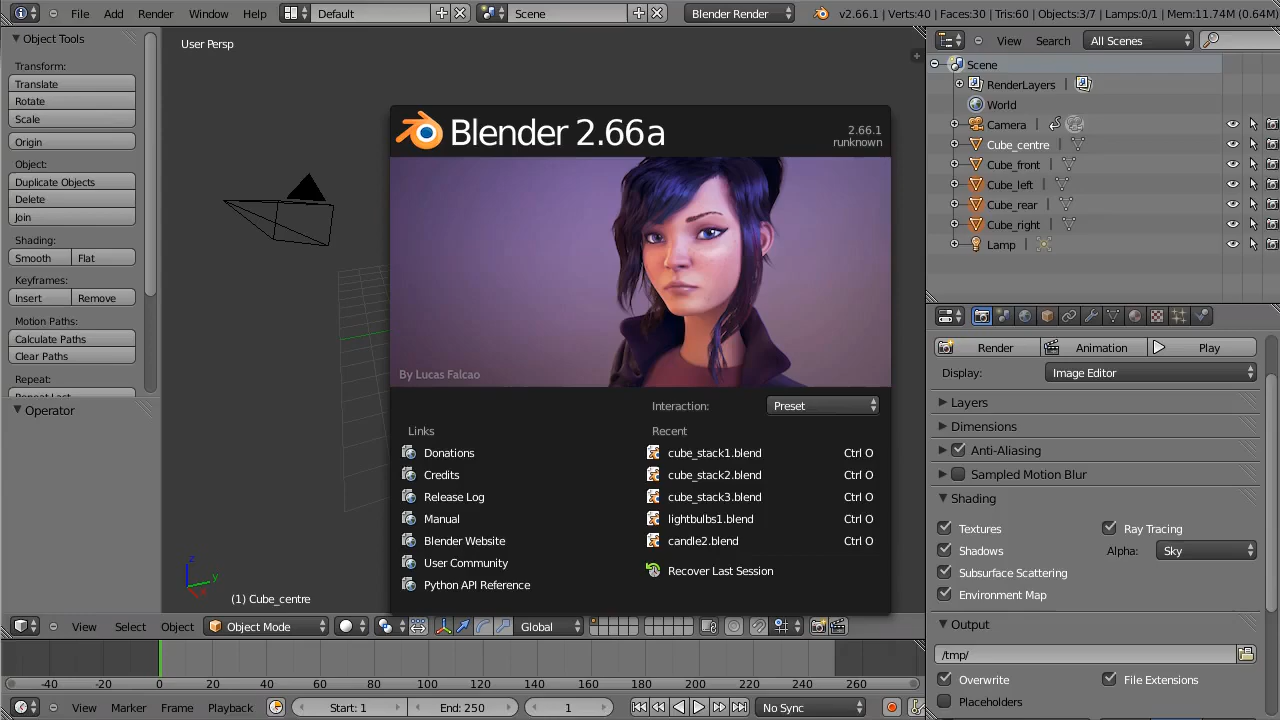 File Add Render Window Help Default Scene Blender Render v2.66.1 | Verts:40 | Faces:30 | Tris:60 | Objects:3/7 | Lamps:0/1 | Mem:11.74M (0.64M)
Object Tools
Transform:
Translate
Rotate
Scale
Origin
Object:
Duplicate Objects
Delete
Join
Shading:
Smooth Flat
Keyframes:
Insert Remove
Motion Paths:
Calculate Paths
Clear Paths
Repeat:
Operator
User Persp
Blender 2.66a
2.66.1
runknown
By Lucas Falcao
Interaction: Preset
Links
Donations
Credits
Release Log
Manual
Blender Website
User Community
Python API Reference
Recent
cube_stack1.blend Ctrl O
cube_stack2.blend Ctrl O
cube_stack3.blend Ctrl O
lightbulbs1.blend Ctrl O
candle2.blend Ctrl O
Recover Last Session
z
y
x
(1) Cube_centre
View Select Object Object Mode Global
-40 -20 0 20 40 60 80 100 120 140 160 180 200 220 240 260
View Marker Frame Playback Start: 1 End: 250 1 No Sync
View Search All Scenes
Scene
RenderLayers |
World
Camera |
Cube_centre |
Cube_front |
Cube_left |
Cube_rear |
Cube_right |
Lamp |
Render Animation Play
Display: Image Editor
Layers
Dimensions
Anti-Aliasing
Sampled Motion Blur
Shading
Textures Ray Tracing
Shadows Alpha: Sky
Subsurface Scattering
Environment Map
Output
/tmp/
Overwrite File Extensions
Placeholders